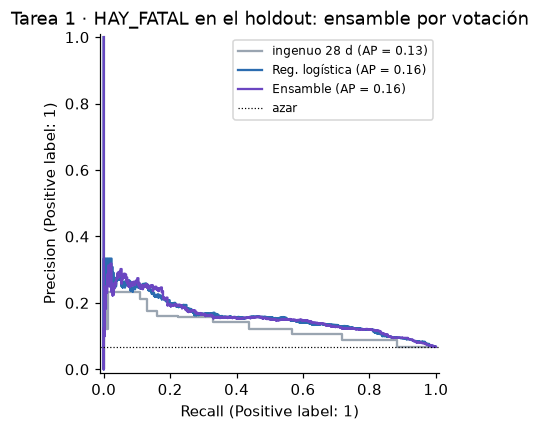 Tarea 1 · HAY_FATAL en el holdout: ensamble por votación
ingenuo 28 d (AP = 0.13)
Reg. logística (AP = 0.16)
Ensamble (AP = 0.16)
azar
Precision (Positive label: 1)
1.0
0.8
0.6
0.4
0.2
0.0
0.0 0.2 0.4 0.6 0.8 1.0
Recall (Positive label: 1)